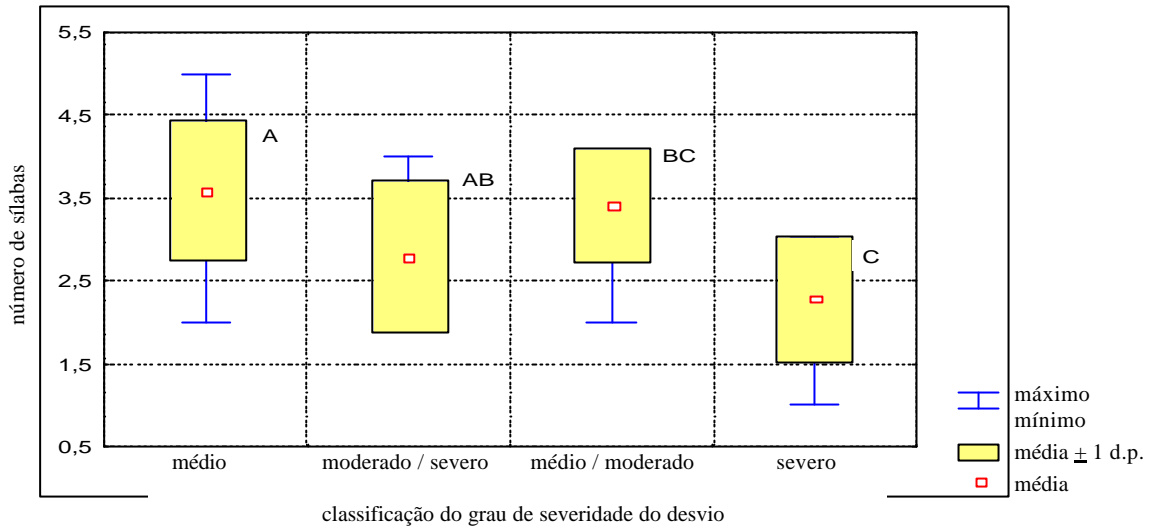 número de sílabas
5,5
4,5
3,5
2,5
1,5
0,5
A
AB
BC
C
médio
moderado / severo
médio / moderado
severo
classificação do grau de severidade do desvio
máximo
mínimo
média ± 1 d.p.
média